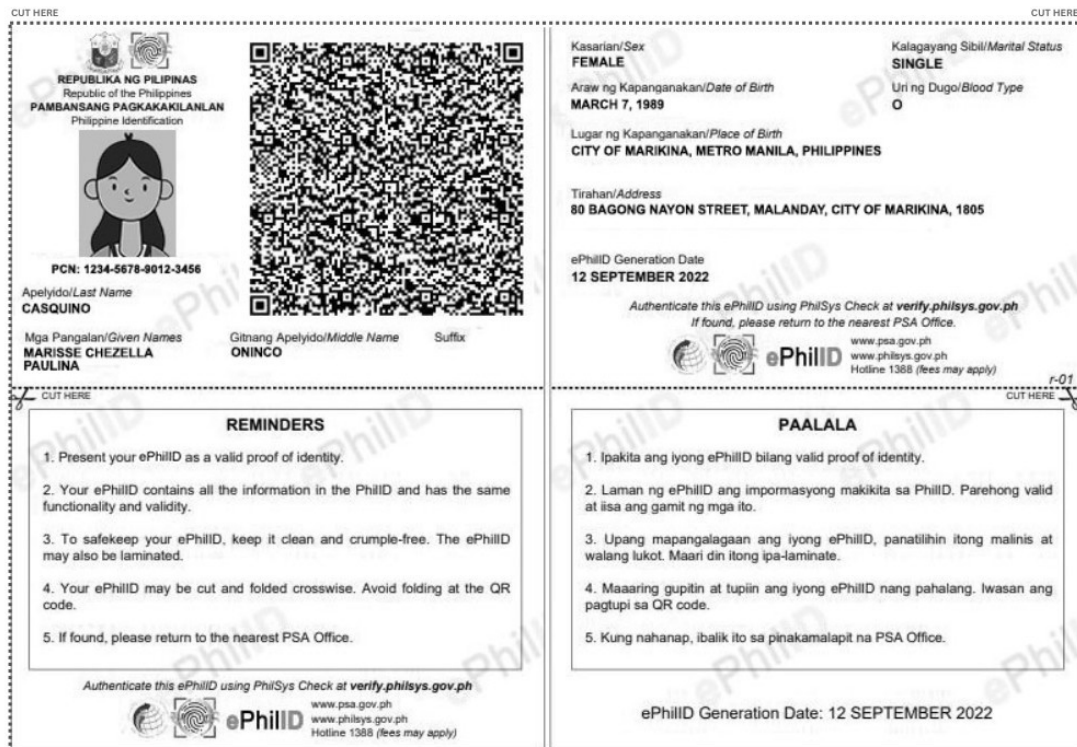 CUT HERE
CUT HERE
REPUBLIKA NG PILIPINAS
Republic of the Philippines
PAMBANSANG PAGKAKAKILANLAN
Philippine Identification
PCN: 1234-5678-9012-3456
Apelyido/Last Name
CASQUINO
Mga Pangalan/Given Names
MARISSE CHEZELLA
PAULINA
Gitnang Apelyido/Middle Name
ONINCO
Suffix
Kasarian/Sex
FEMALE
Kalagayang Sibil/Marital Status
SINGLE
Araw ng Kapanganakan/Date of Birth
MARCH 7, 1989
Uri ng Dugo/Blood Type
O
Lugar ng Kapanganakan/Place of Birth
CITY OF MARIKINA, METRO MANILA, PHILIPPINES
Tirahan/Address
80 BAGONG NAYON STREET, MALANDAY, CITY OF MARIKINA, 1805
ePhilID Generation Date
12 SEPTEMBER 2022
Authenticate this ePhilID using PhilSys Check at verify.philsys.gov.ph
If found, please return to the nearest PSA Office.
ePhilID
www.psa.gov.ph
www.philsys.gov.ph
Hotline 1388 (fees may apply)
r-01
CUT HERE
CUT HERE
REMINDERS
1. Present your ePhilID as a valid proof of identity.
2. Your ePhilID contains all the information in the PhilID and has the same
functionality and validity.
3. To safekeep your ePhilID, keep it clean and crumple-free. The ePhilID
may also be laminated.
4. Your ePhilID may be cut and folded crosswise. Avoid folding at the QR
code.
5. If found, please return to the nearest PSA Office.
Authenticate this ePhilID using PhilSys Check at verify.philsys.gov.ph
ePhilID
www.psa.gov.ph
www.philsys.gov.ph
Hotline 1388 (fees may apply)
PAALALA
1. Ipakita ang iyong ePhilID bilang valid proof of identity.
2. Laman ng ePhilID ang impormasyong makikita sa PhilID. Parehong valid
at iisa ang gamit ng mga ito.
3. Upang mapangalagaan ang iyong ePhilID, panatilihin itong malinis at
walang lukot. Maari din itong ipa-laminate.
4. Maaaring gupitin at tupiin ang iyong ePhilID nang pahalang. Iwasan ang
pagtupi sa QR code.
5. Kung nahanap, ibalik ito sa pinakamalapit na PSA Office.
ePhilID Generation Date: 12 SEPTEMBER 2022